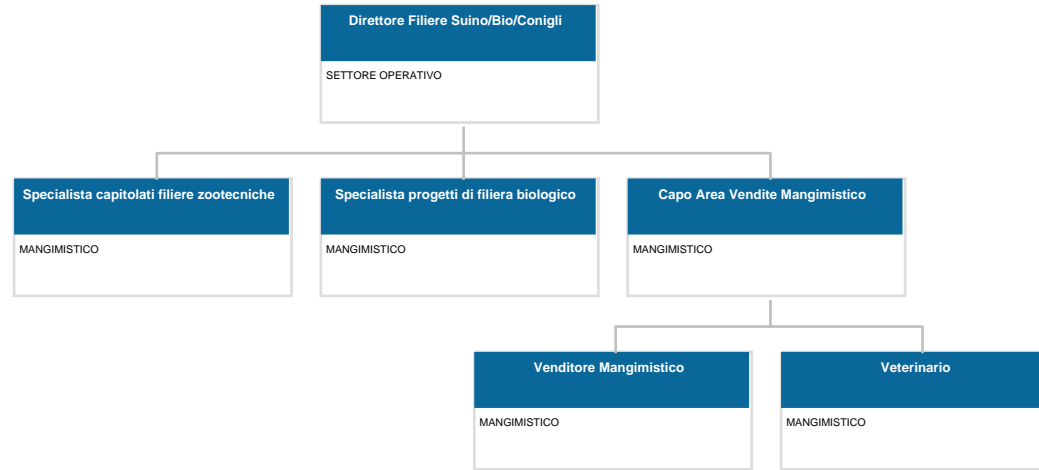 Direttore Filiere Suino/Bio/Conigli
SETTORE OPERATIVO
Specialista capitolati filiere zootecniche
MANGIMISTICO
Specialista progetti di filiera biologico
MANGIMISTICO
Capo Area Vendite Mangimistico
MANGIMISTICO
Venditore Mangimistico
MANGIMISTICO
Veterinario
MANGIMISTICO